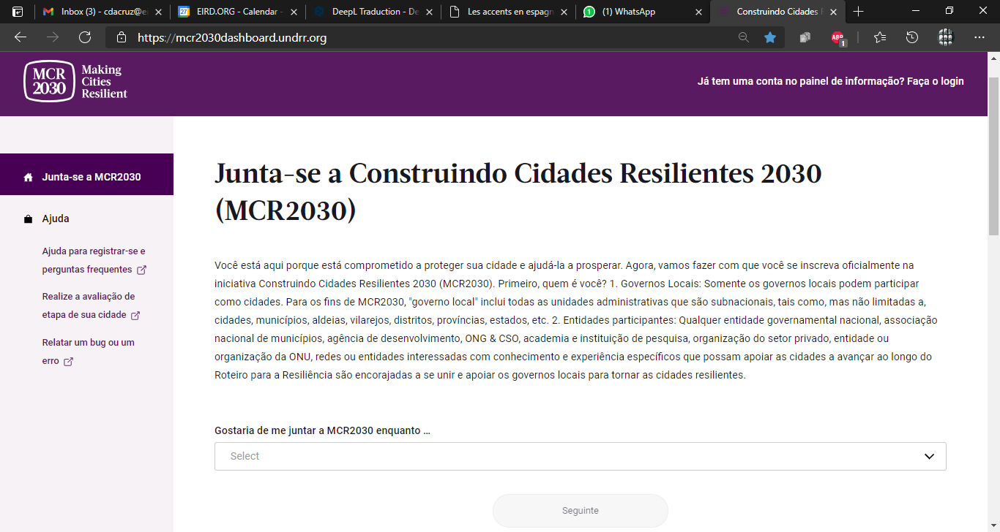 Inbox (3) - cdacruz@ei
EIRD.ORG - Calendar -
DeepL Traduction - De
Les accents en espagn
(1) WhatsApp
Construindo Cidades R
https://mcr2030dashboard.undrr.org
MCR
2030
Making
Cities
Resilient
Já tem uma conta no painel de informação? Faça o login
Junta-se a MCR2030
Ajuda
Ajuda para registrar-se e
perguntas frequentes
Realize a avaliação de
etapa de sua cidade
Relatar um bug ou um
erro
Junta-se a Construindo Cidades Resilientes 2030
(MCR2030)
Você está aqui porque está comprometido a proteger sua cidade e ajudá-la a prosperar. Agora, vamos fazer com que você se inscreva oficialmente na
iniciativa Construindo Cidades Resilientes 2030 (MCR2030). Primeiro, quem é você? 1. Governos Locais: Somente os governos locais podem participar
como cidades. Para os fins de MCR2030, "governo local" inclui todas as unidades administrativas que são subnacionais, tais como, mas não limitadas a,
cidades, municípios, aldeias, vilarejos, distritos, províncias, estados, etc. 2. Entidades participantes: Qualquer entidade governamental nacional, associação
nacional de municípios, agência de desenvolvimento, ONG & CSO, academia e instituição de pesquisa, organização do setor privado, entidade ou
organização da ONU, redes ou entidades interessadas com conhecimento e experiência específicos que possam apoiar as cidades a avançar ao longo do
Roteiro para a Resiliência são encorajadas a se unir e apoiar os governos locais para tornar as cidades resilientes.
Gostaria de me juntar a MCR2030 enquanto ...
Select
Seguinte